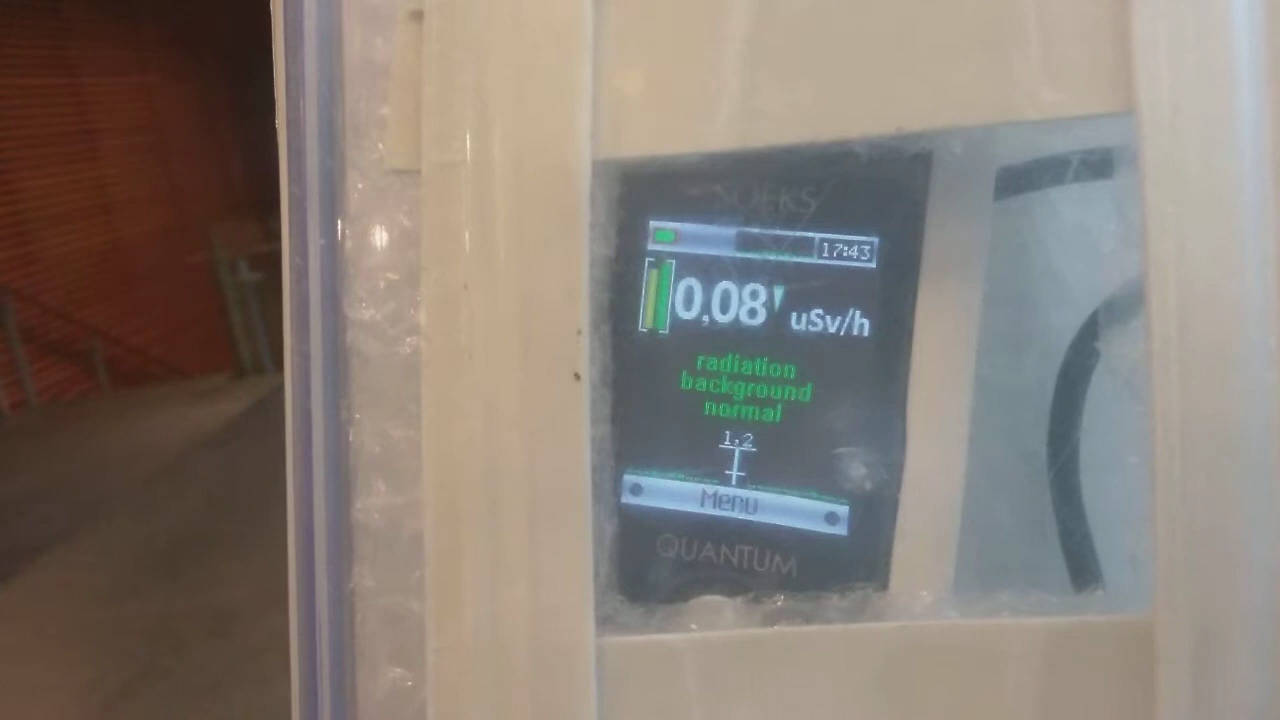 SOEKS
17:43
0,08 uSv/h
radiation
background
normal
1,2
Menu
QUANTUM